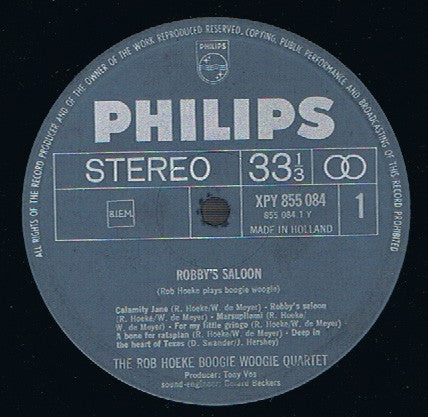 ALL RIGHTS OF THE RECORD PRODUCER AND OF THE OWNER OF THE WORK REPRODUCED RESERVED, COPYING, PUBLIC PERFORMANCE AND BROADCASTING OF THIS RECORD PROHIBITED
PHILIPS
PHILIPS
STEREO 33 1/3
B.I.E.M. XPY 855 084 1
855 084 1 Y
MADE IN HOLLAND
ROBBY'S SALOON
(Rob Hoeke plays boogie woogie)
Calamity Jane (R. Hoeke/W. de Meyer) - Robby's saloon
(R. Hoeke/W. de Meyer) - Marsupilami (R. Hoeke/
W. de Meyer) - For my little gringo (R. Hoeke/W. de Meyer)
A bone for rataplan (R. Hoeke/W. de Meyer) - Deep in
the heart of Texas (D. Swander/J. Hershey)
THE ROB HOEKE BOOGIE WOOGIE QUARTET
Producer: Tony Vos
sound-engineer: Gerard Beckers